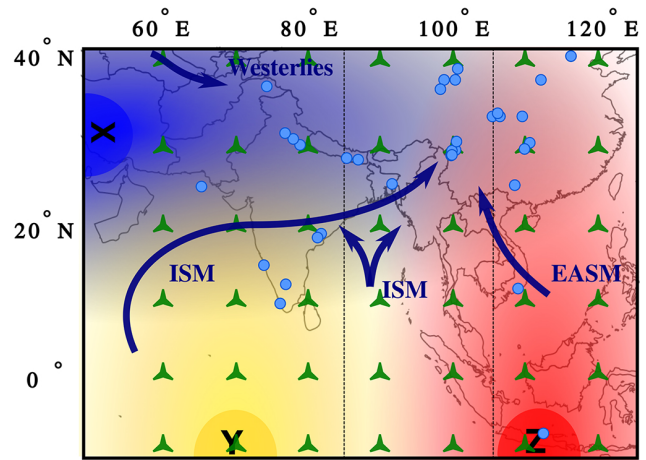 60° E 80° E 100° E 120° E
40° N
Westerlies
X
20° N
ISM
ISM
EASM
0°
Y
Z